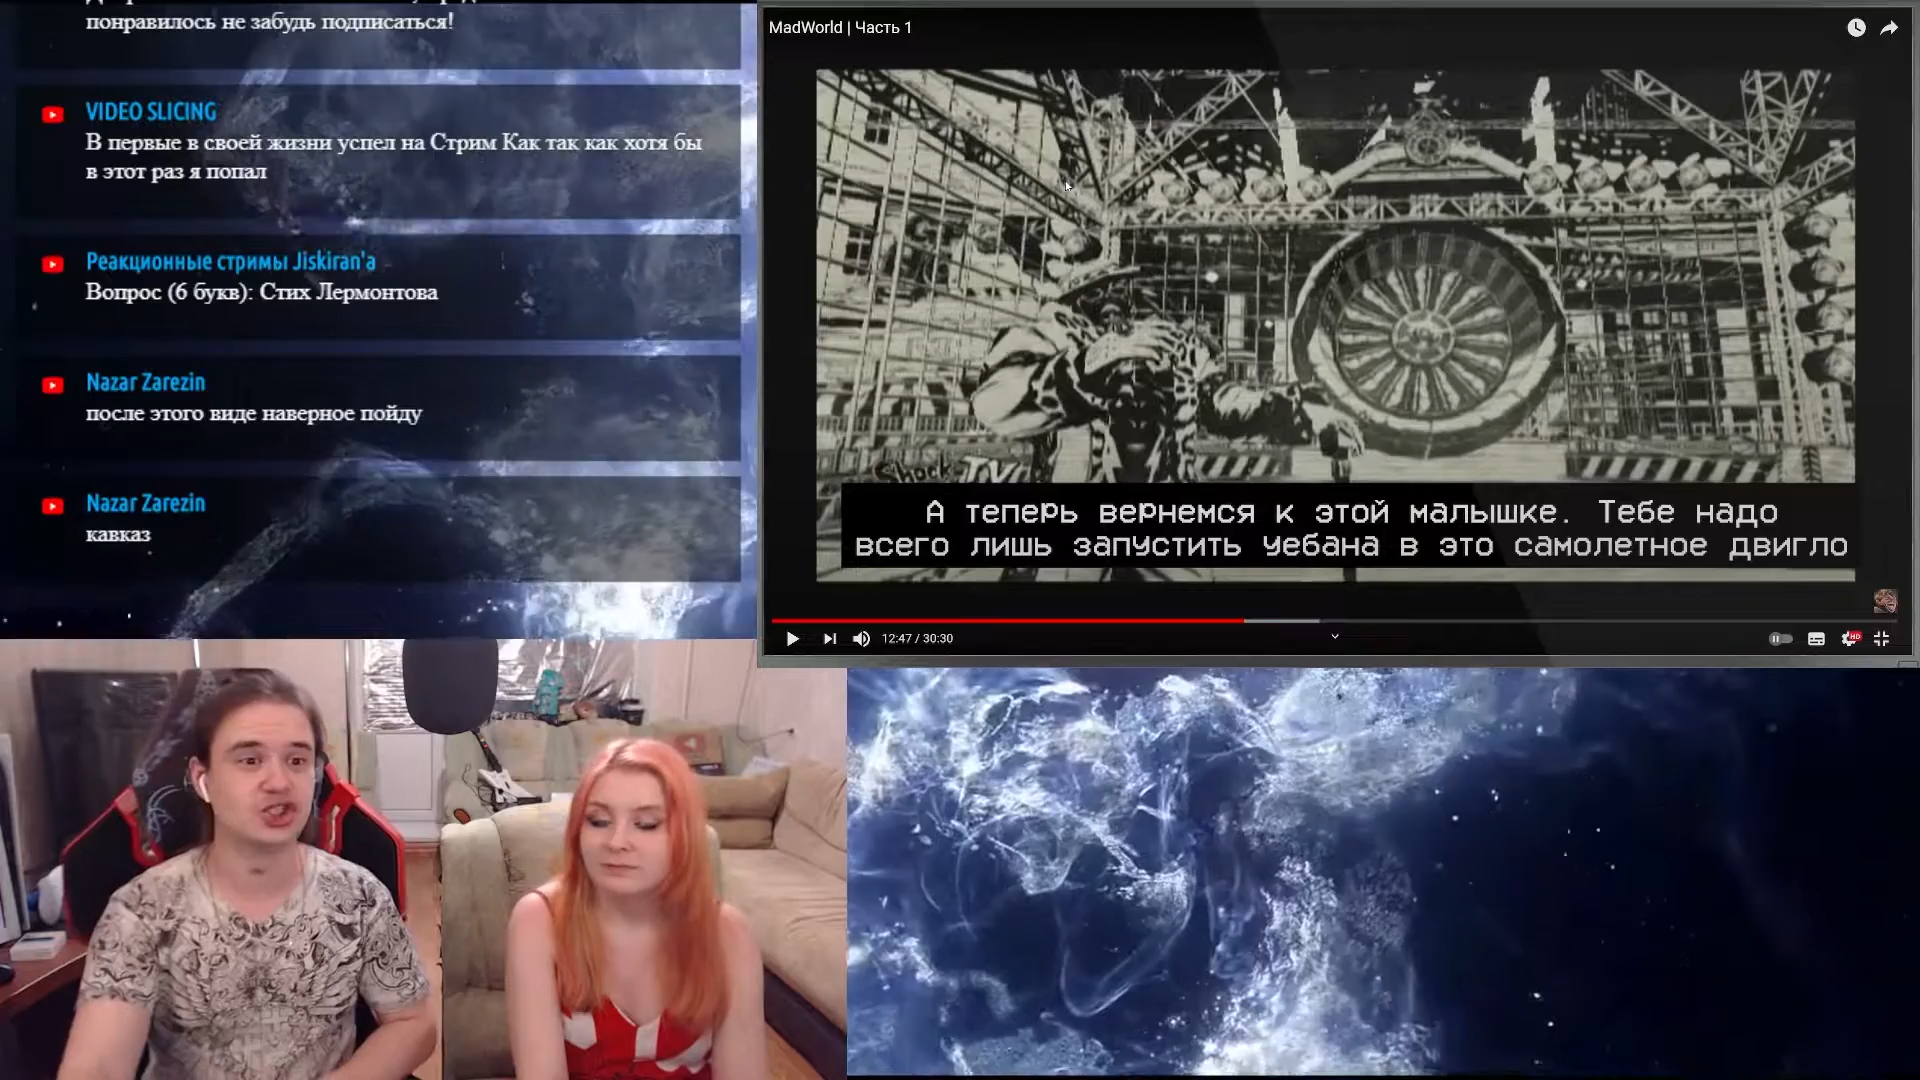 понравилось не забудь подписаться!
VIDEO SLICING
В первые в своей жизни успел на Стрим Как так как хотя бы
в этот раз я попал
Реакционные стримы Jiskiran'a
Вопрос (6 букв): Стих Лермонтова
Nazar Zarezin
после этого виде наверное пойду
Nazar Zarezin
кавказ
MadWorld | Часть 1
Shock TV
А теперь вернемся к этой малышке. Тебе надо
всего лишь запустить уебана в это самолетное двигло
12:47 / 30:30
HD